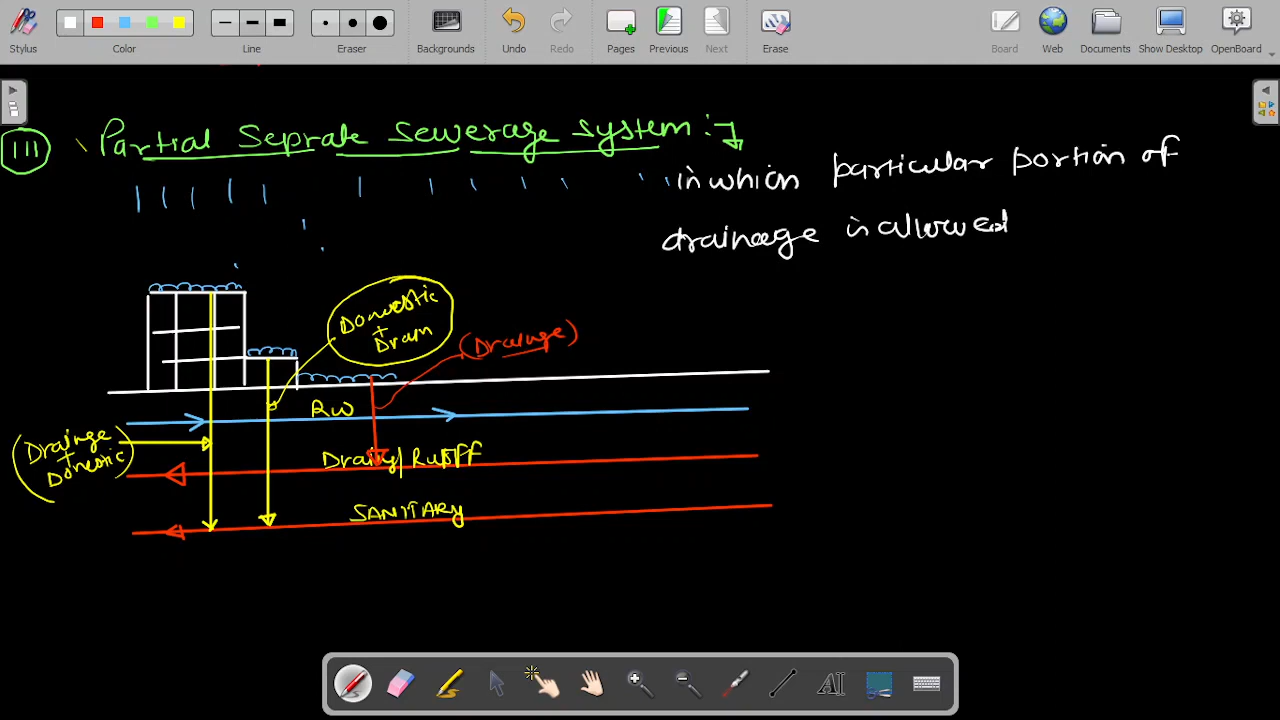 Stylus
Color
Line
Eraser
Backgrounds
Undo
Redo
Pages
Previous
Next
Erase
Board
Web
Documents
Show Desktop
OpenBoard
III
Partial Seprate sewerage system :-
in which particular portion of
drainage is allowed
Domestic
+
Drain
(Drainage)
RW
(Drainge
+
Domestic)
Drain/Ruoff
SANITARY
AI